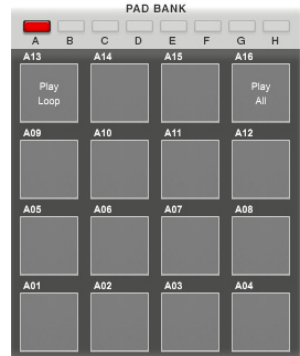 PAD BANK
A B C D E F G H
A13 A14 A15 A16
Play
Loop
Play
All
A09 A10 A11 A12
A05 A06 A07 A08
A01 A02 A03 A04